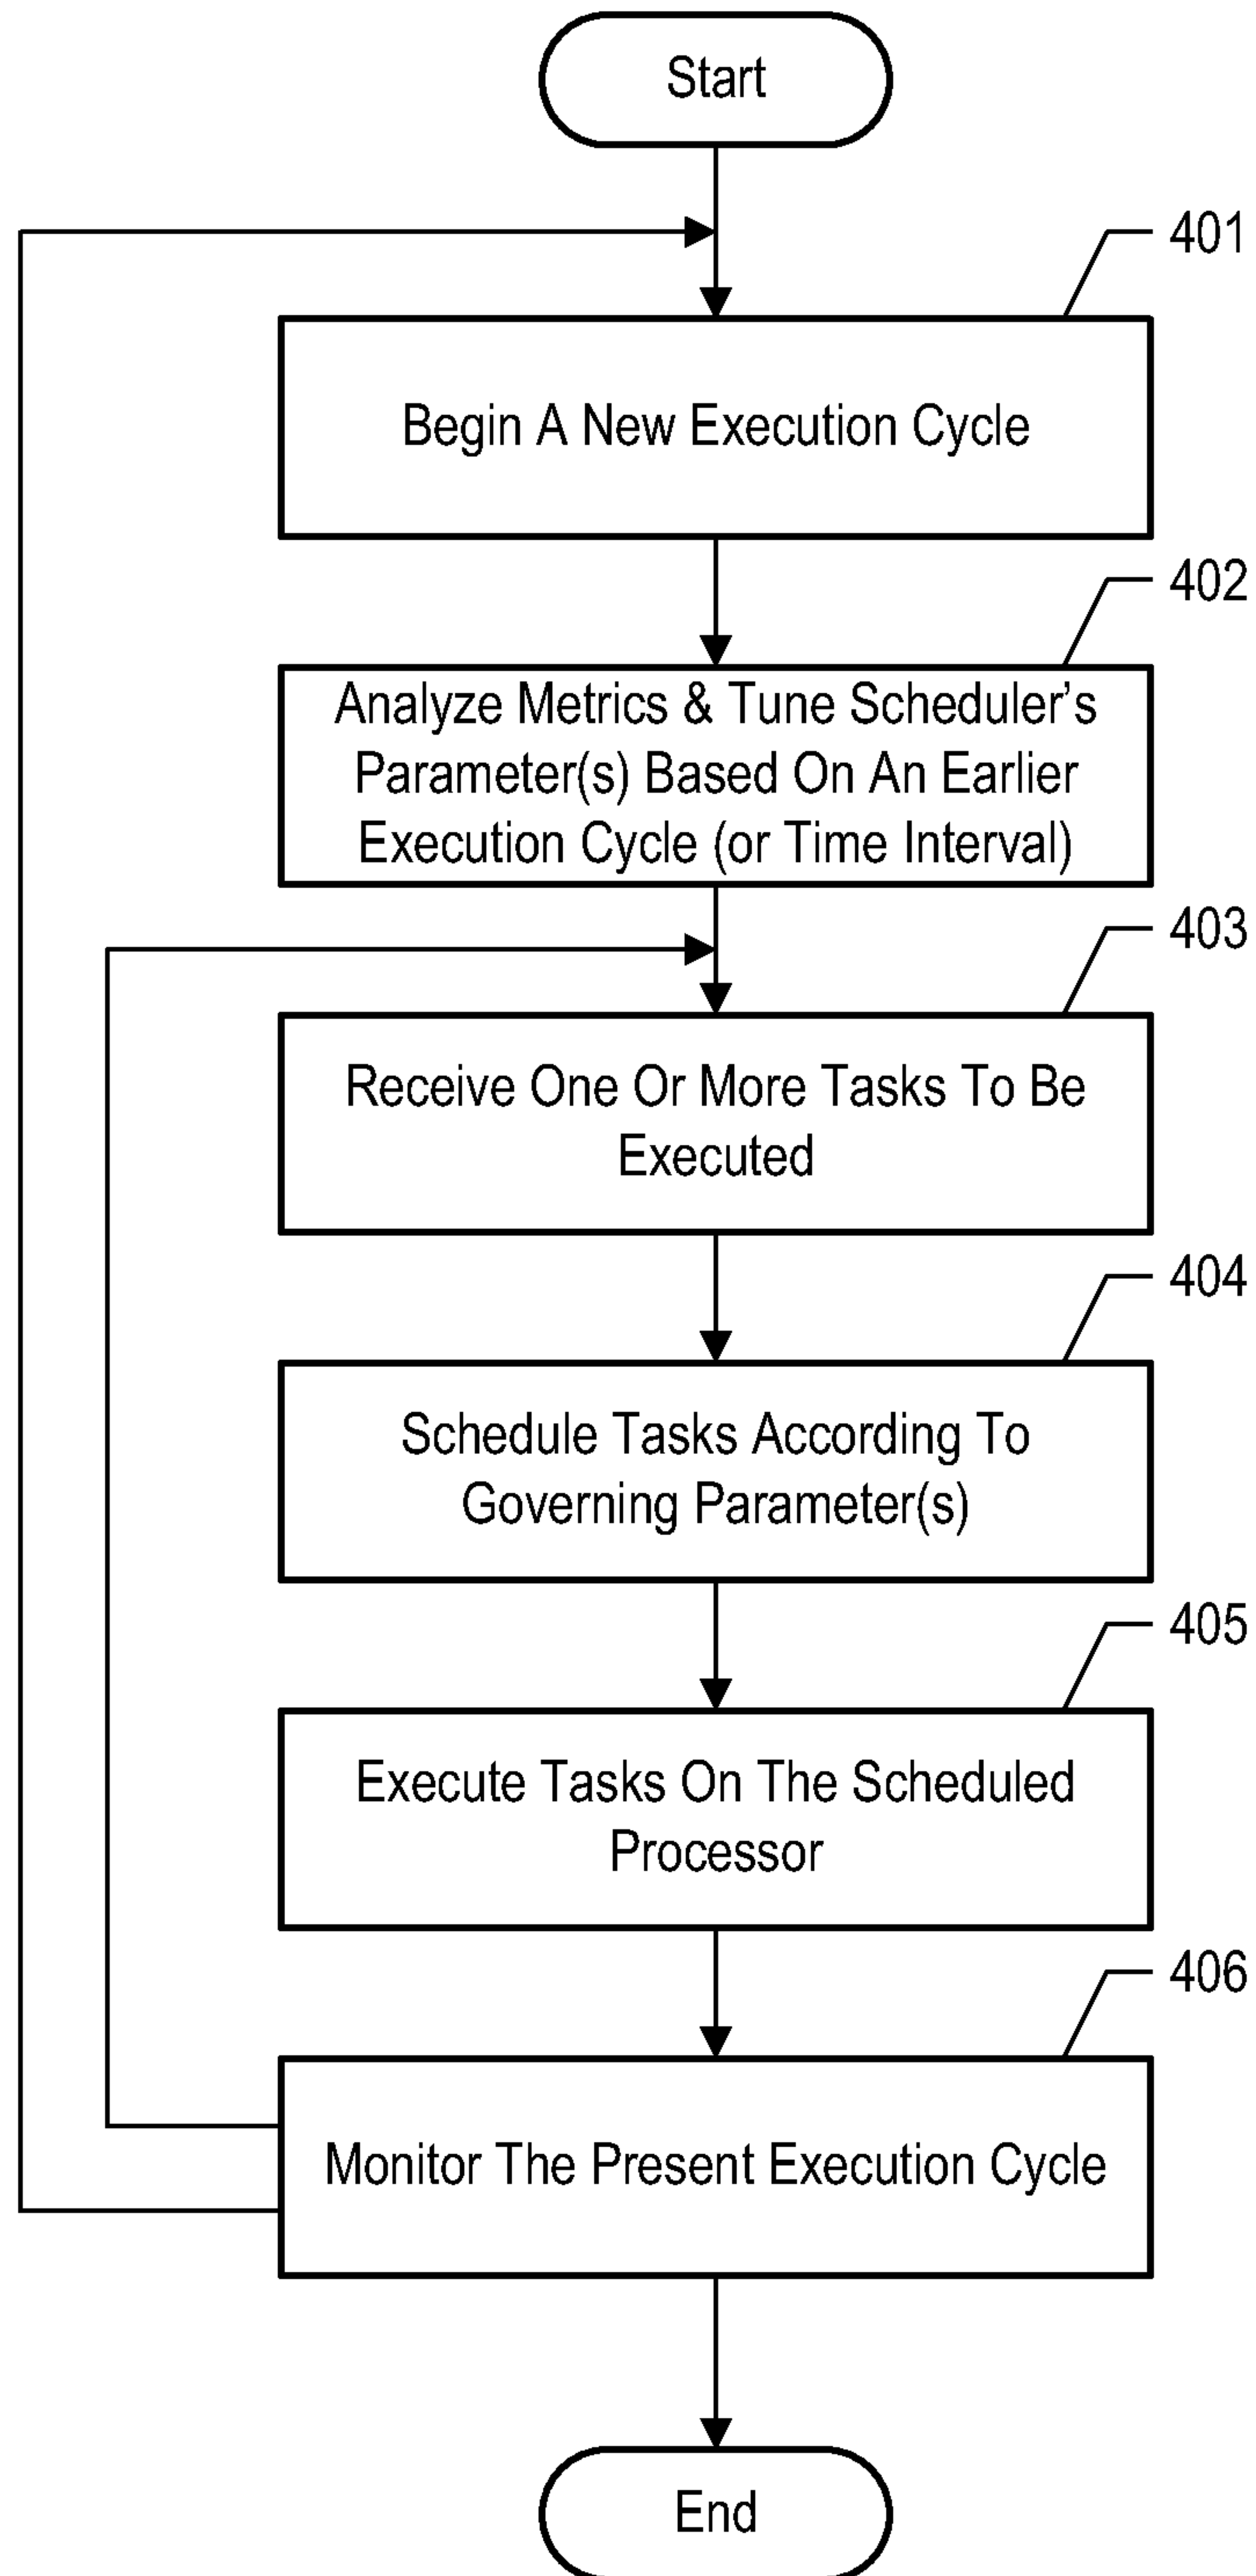 Start
401
Begin A New Execution Cycle
402
Analyze Metrics & Tune Scheduler's
Parameter(s) Based On An Earlier
Execution Cycle (or Time Interval)
403
Receive One Or More Tasks To Be
Executed
404
Schedule Tasks According To
Governing Parameter(s)
405
Execute Tasks On The Scheduled
Processor
406
Monitor The Present Execution Cycle
End